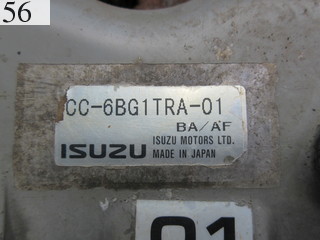 56
CC-6BG1TRA-01
BA/AF
ISUZU
ISUZU MOTORS LTD.
MADE IN JAPAN
01